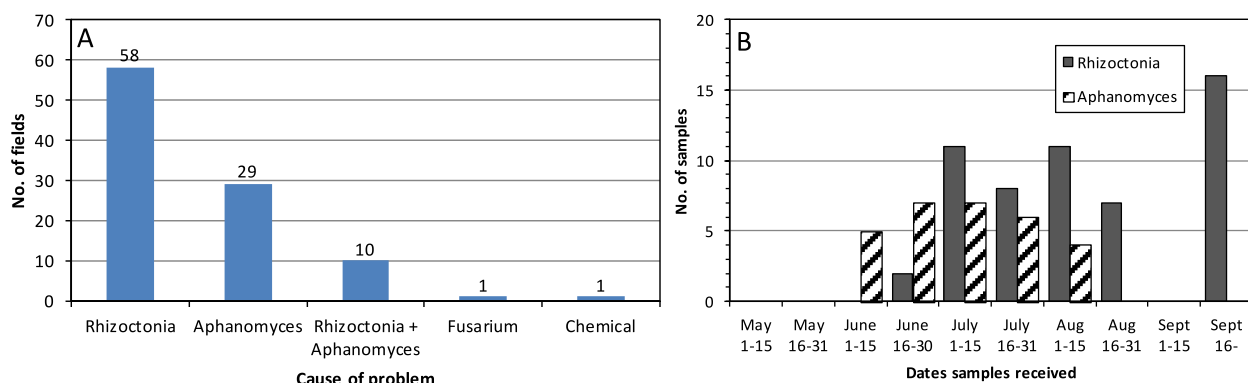 A
70
60
50
40
30
20
10
0
No. of fields
58
29
10
1
1
Rhizoctonia Aphanomyces Rhizoctonia + Fusarium Chemical
Aphanomyces
Cause of problem
B
20
15
10
5
0
No. of samples
Rhizoctonia
Aphanomyces
May May June June July July Aug Aug Sept Sept
1-15 16-31 1-15 16-30 1-15 16-31 1-15 16-31 1-15 16-
Dates samples received